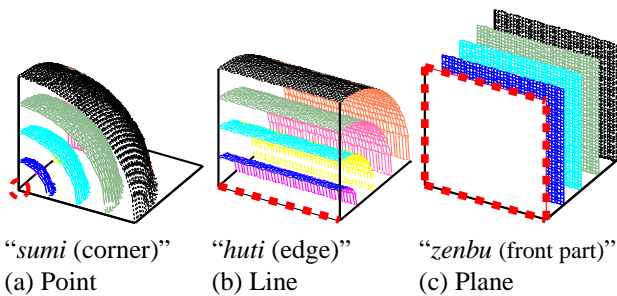 “sumi (corner)” “huti (edge)” “zenbu (front part)”
(a) Point (b) Line (c) Plane